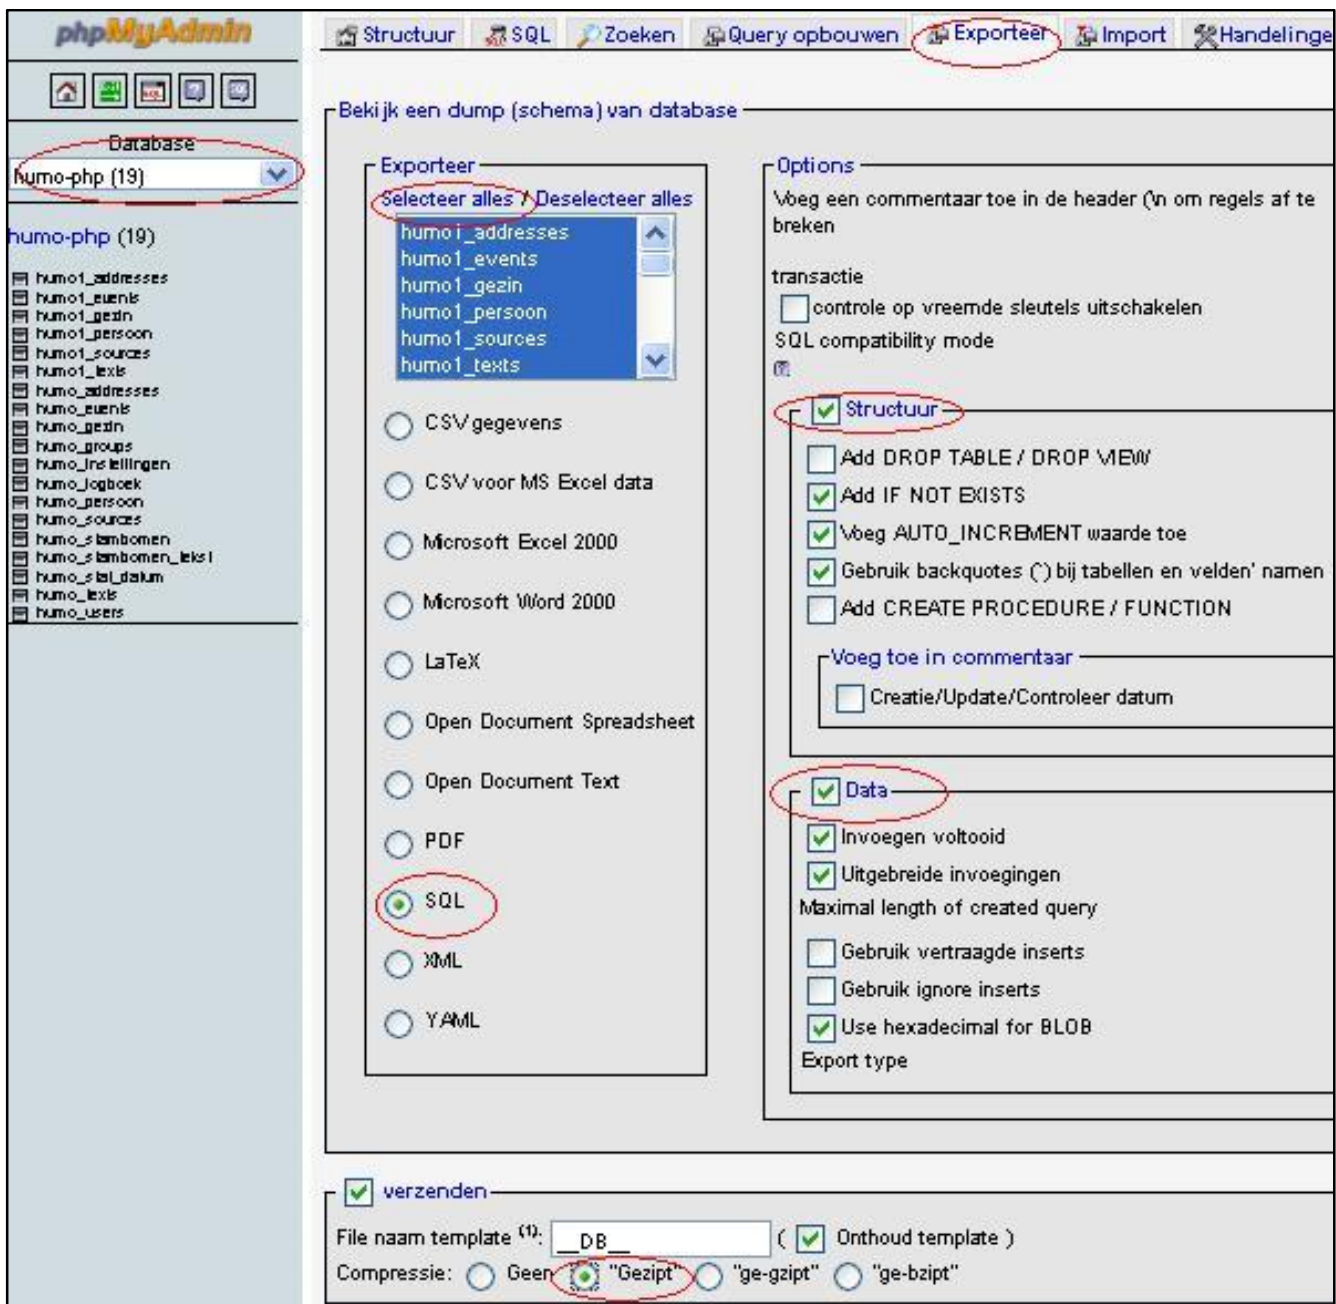 phpMyAdmin
Structuur SQL Zoeken Query opbouwen Exporteer Import Handelinge
Database
humo-php (19)
humo-php (19)
humo1_addresses
humo1_events
humo1_gezin
humo1_persoon
humo1_sources
humo1_texts
humo_addresses
humo_events
humo_gezin
humo_groups
humo_instellingen
humo_logboek
humo_persoon
humo_sources
humo_stambomen
humo_stambomen_tekst
humo_stat_datum
humo_texts
humo_users
Bekijk een dump (schema) van database
Exporteer
Selecteer alles / Deselecteer alles
humo1_addresses
humo1_events
humo1_gezin
humo1_persoon
humo1_sources
humo1_texts
CSV gegevens
CSV voor MS Excel data
Microsoft Excel 2000
Microsoft Word 2000
LaTeX
Open Document Spreadsheet
Open Document Text
PDF
SQL
XML
YAML
Options
Voeg een commentaar toe in de header (\n om regels af te
breken
transactie
controle op vreemde sleutels uitschakelen
SQL compatibility mode
Structuur
Add DROP TABLE / DROP VIEW
Add IF NOT EXISTS
Voeg AUTO_INCREMENT waarde toe
Gebruik backquotes (`) bij tabellen en velden' namen
Add CREATE PROCEDURE / FUNCTION
Voeg toe in commentaar
Creatie/Update/Controleer datum
Data
Invoegen voltooid
Uitgebreide invoegingen
Maximal length of created query
Gebruik vertraagde inserts
Gebruik ignore inserts
Use hexadecimal for BLOB
Export type
verzenden
File naam template (1): __DB__ ( Onthoud template )
Compressie: Geen "Gezipt" "ge-gzipt" "ge-bzipt"